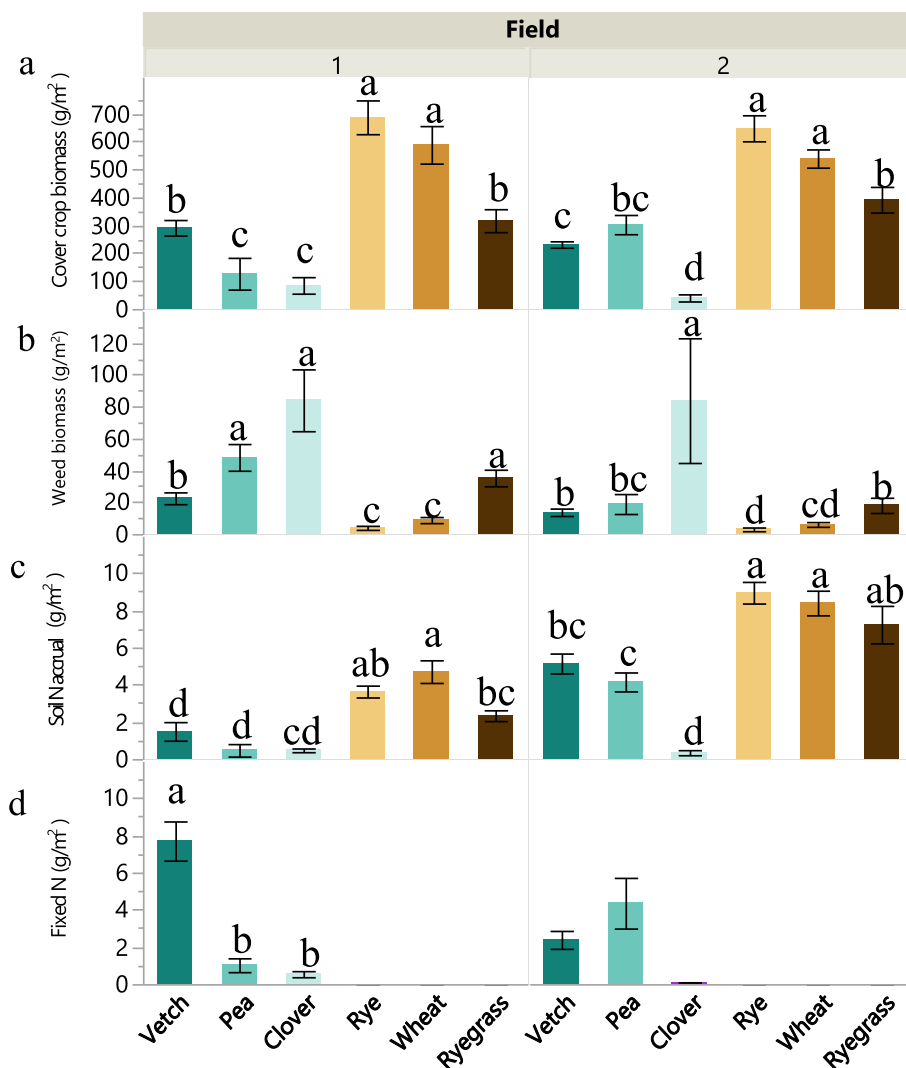 Field
1 2
a
Cover crop biomass (g/m²)
700
600
500
400
300
200
100
0
b c c a a b c bc d a a b
b
Weed biomass (g/m²)
120
100
80
60
40
20
0
b a a c c a b bc a d cd b
c
Soil N accrual (g/m²)
10
8
6
4
2
0
d d cd ab a bc bc c d a a ab
d
Fixed N (g/m²)
10
8
6
4
2
0
a b b
Vetch Pea Clover Rye Wheat Ryegrass Vetch Pea Clover Rye Wheat Ryegrass